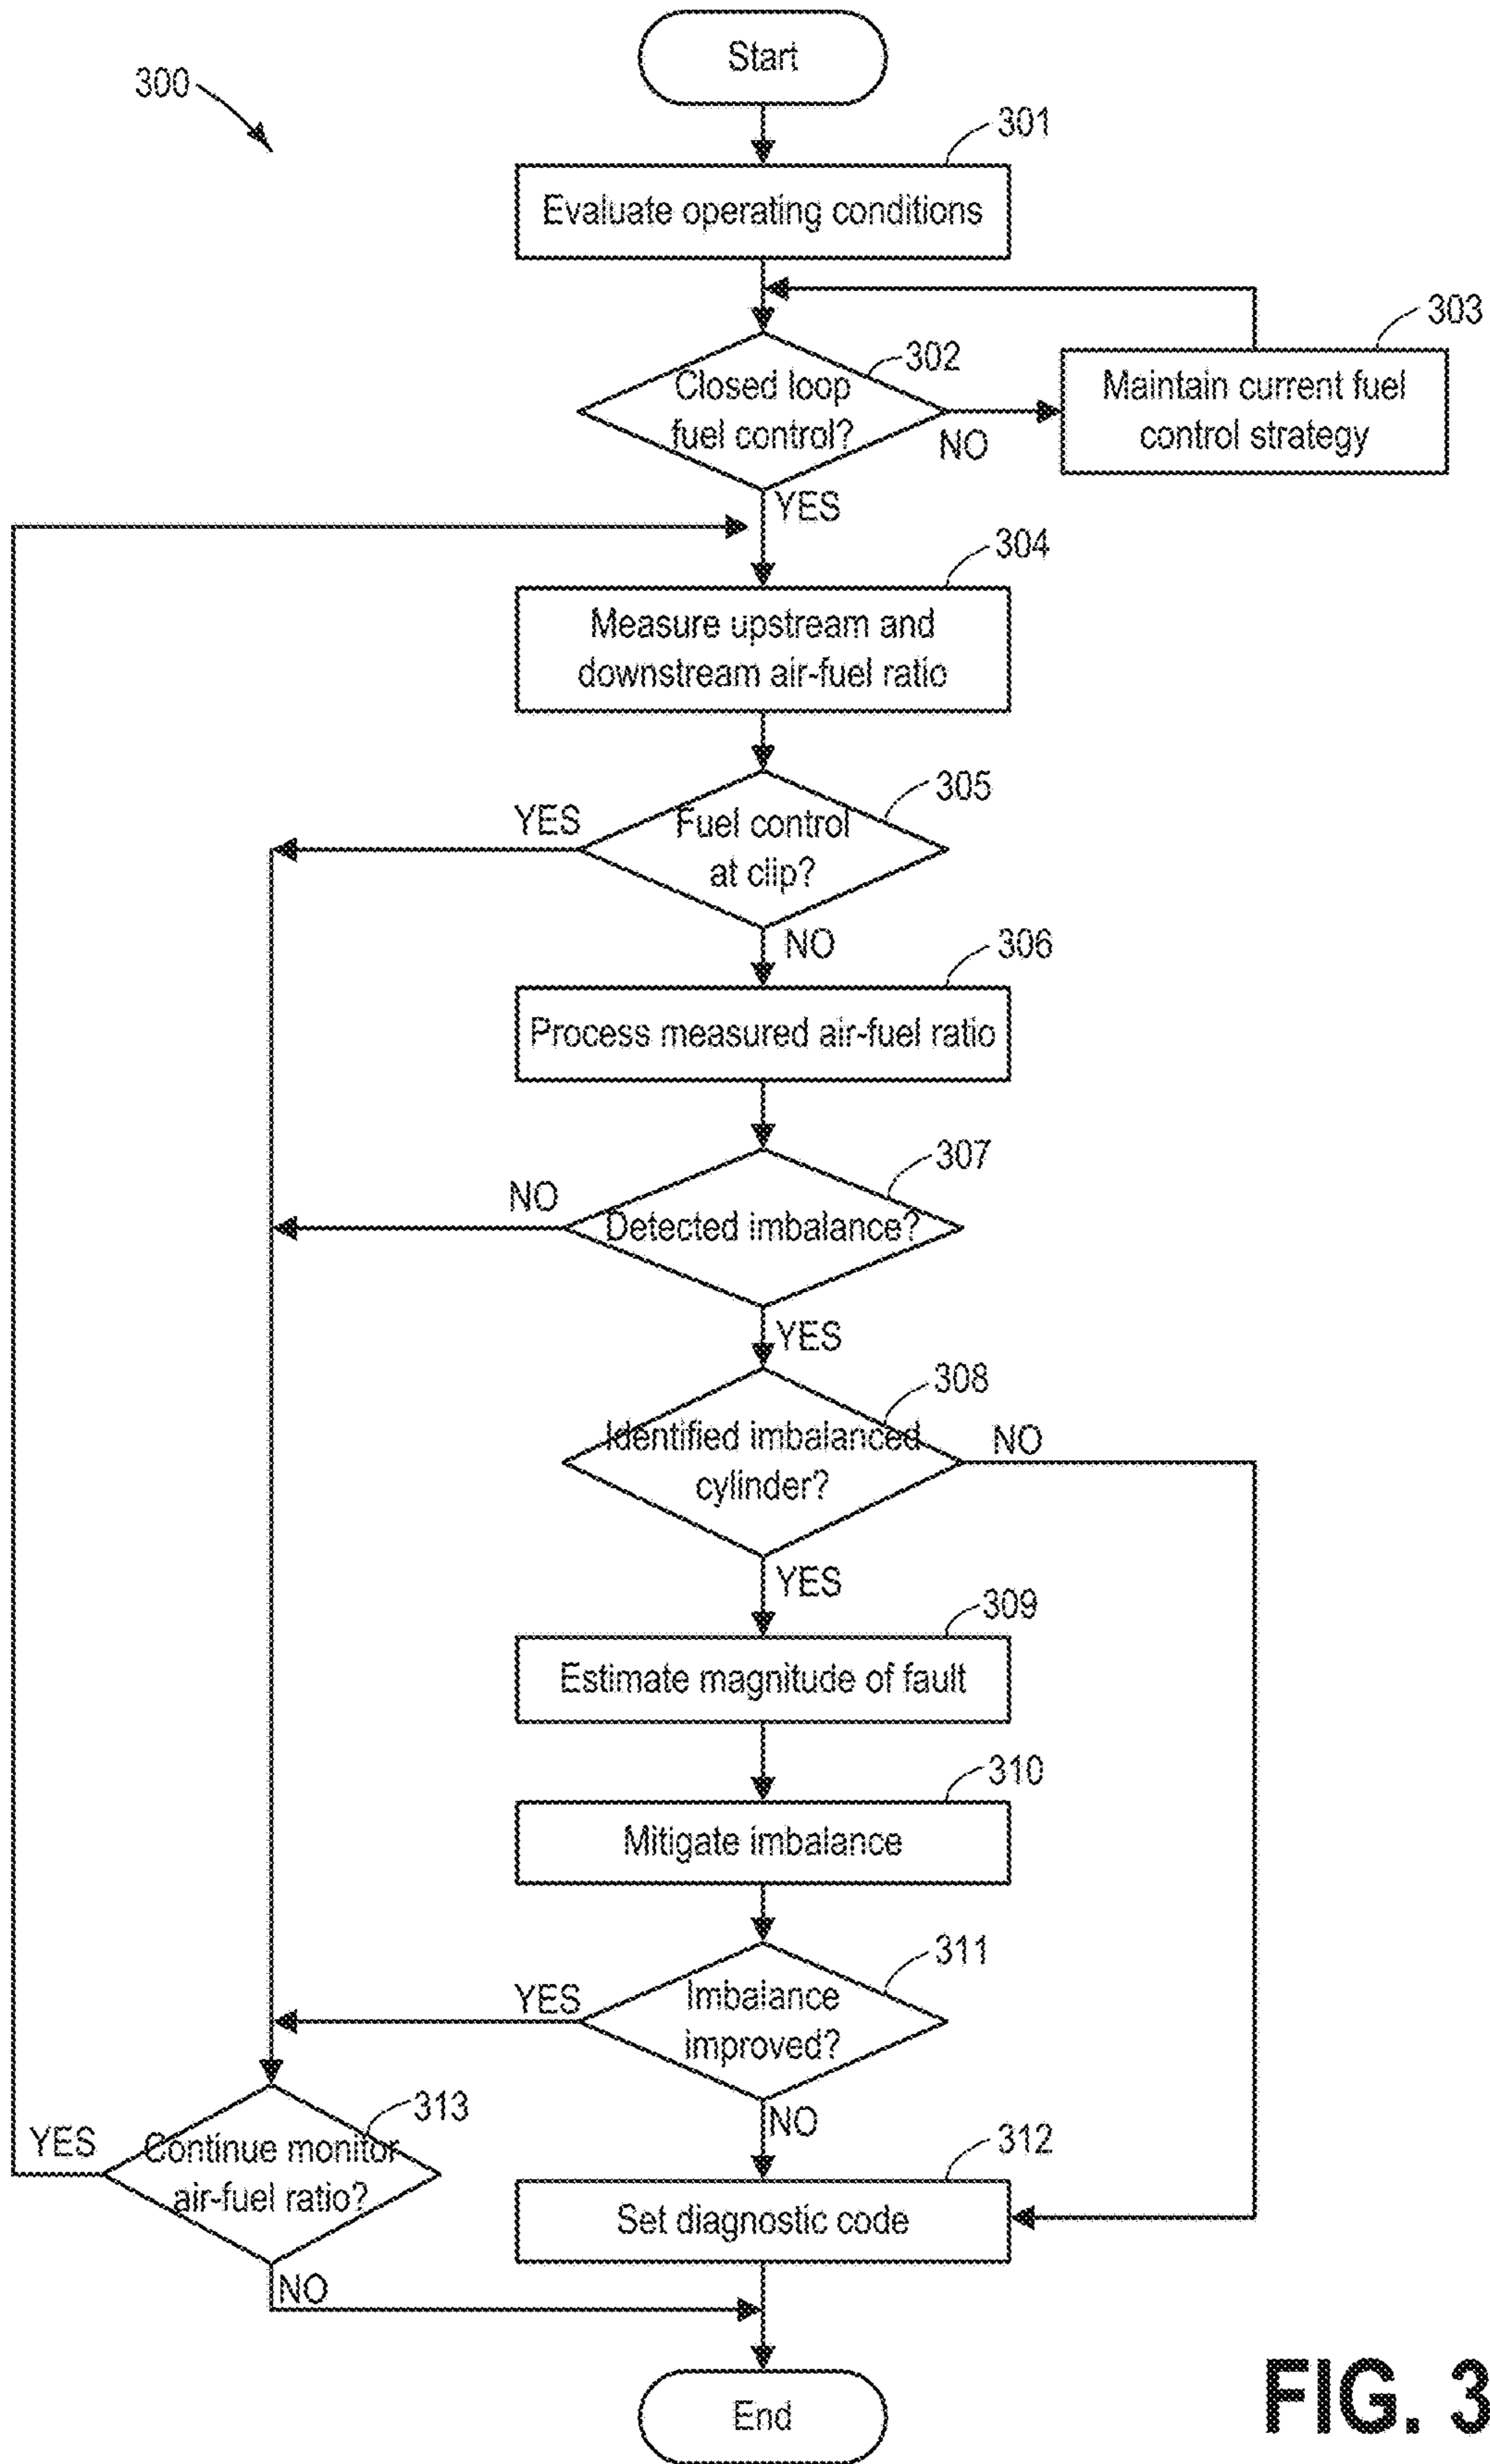 Start
300
301
Evaluate operating conditions
302
Closed loop
fuel control?
NO
303
Maintain current fuel
control strategy
YES
304
Measure upstream and
downstream air-fuel ratio
305
YES
Fuel control
at clip?
NO
306
Process measured air-fuel ratio
307
NO
Detected imbalance?
YES
308
Identified imbalanced
cylinder?
NO
YES
309
Estimate magnitude of fault
310
Mitigate imbalance
311
YES
Imbalance
improved?
313
YES
Continue monitor
air-fuel ratio?
NO
312
Set diagnostic code
NO
End
FIG. 3